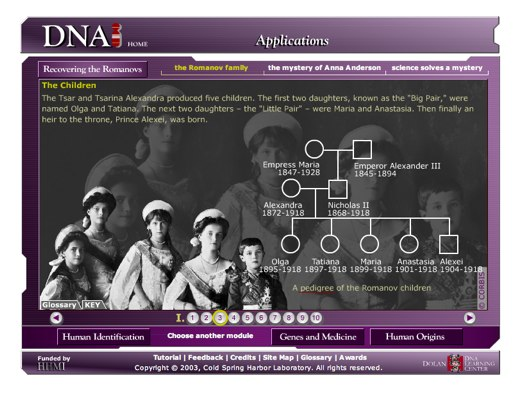 DNAi HOME
Applications
Recovering the Romanovs
the Romanov family
the mystery of Anna Anderson
science solves a mystery
The Children
The Tsar and Tsarina Alexandra produced five children. The first two daughters, known as the "Big Pair," were
named Olga and Tatiana. The next two daughters – the "Little Pair" – were Maria and Anastasia. Then finally an
heir to the throne, Prince Alexei, was born.
Empress Maria
1847-1928
Emperor Alexander III
1845-1894
Alexandra
1872-1918
Nicholas II
1868-1918
Olga
1895-1918
Tatiana
1897-1918
Maria
1899-1918
Anastasia
1901-1918
Alexei
1904-1918
A pedigree of the Romanov children
© CORBIS
Glossary \ KEY
I. 1 2 3 4 5 6 7 8 9 10
Human Identification
Choose another module
Genes and Medicine
Human Origins
Funded by
HHMI
Tutorial | Feedback | Credits | Site Map | Glossary | Awards
Copyright © 2003, Cold Spring Harbor Laboratory. All rights reserved.
DOLAN DNA LEARNING CENTER